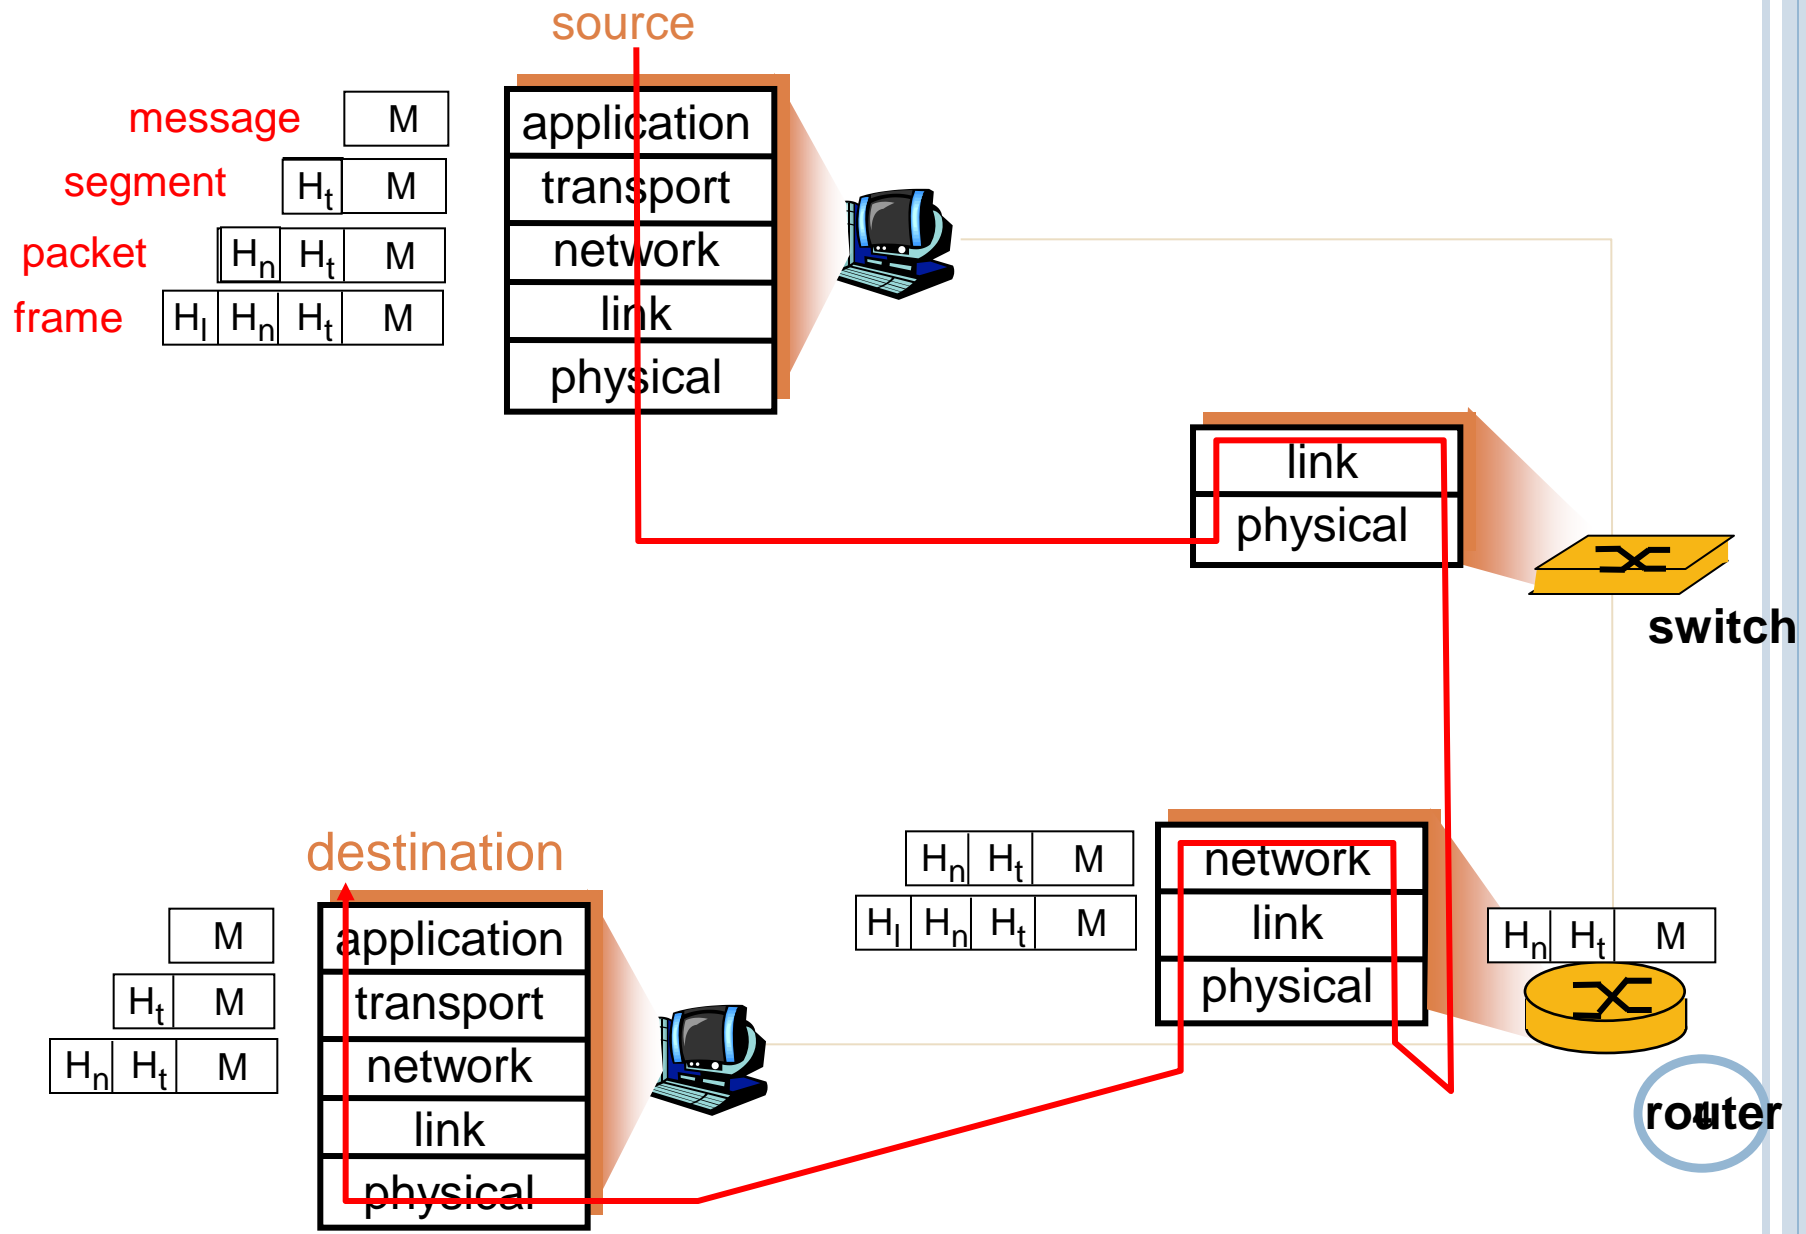 source
message M application
segment Ht M transport
packet Hn Ht M network
frame Hl Hn Ht M link
physical
link
physical
switch
destination
Hn Ht M network
Hl Hn Ht M link
physical
Hn Ht M
M application
Ht M transport
Hn Ht M network
link
physical
router
4